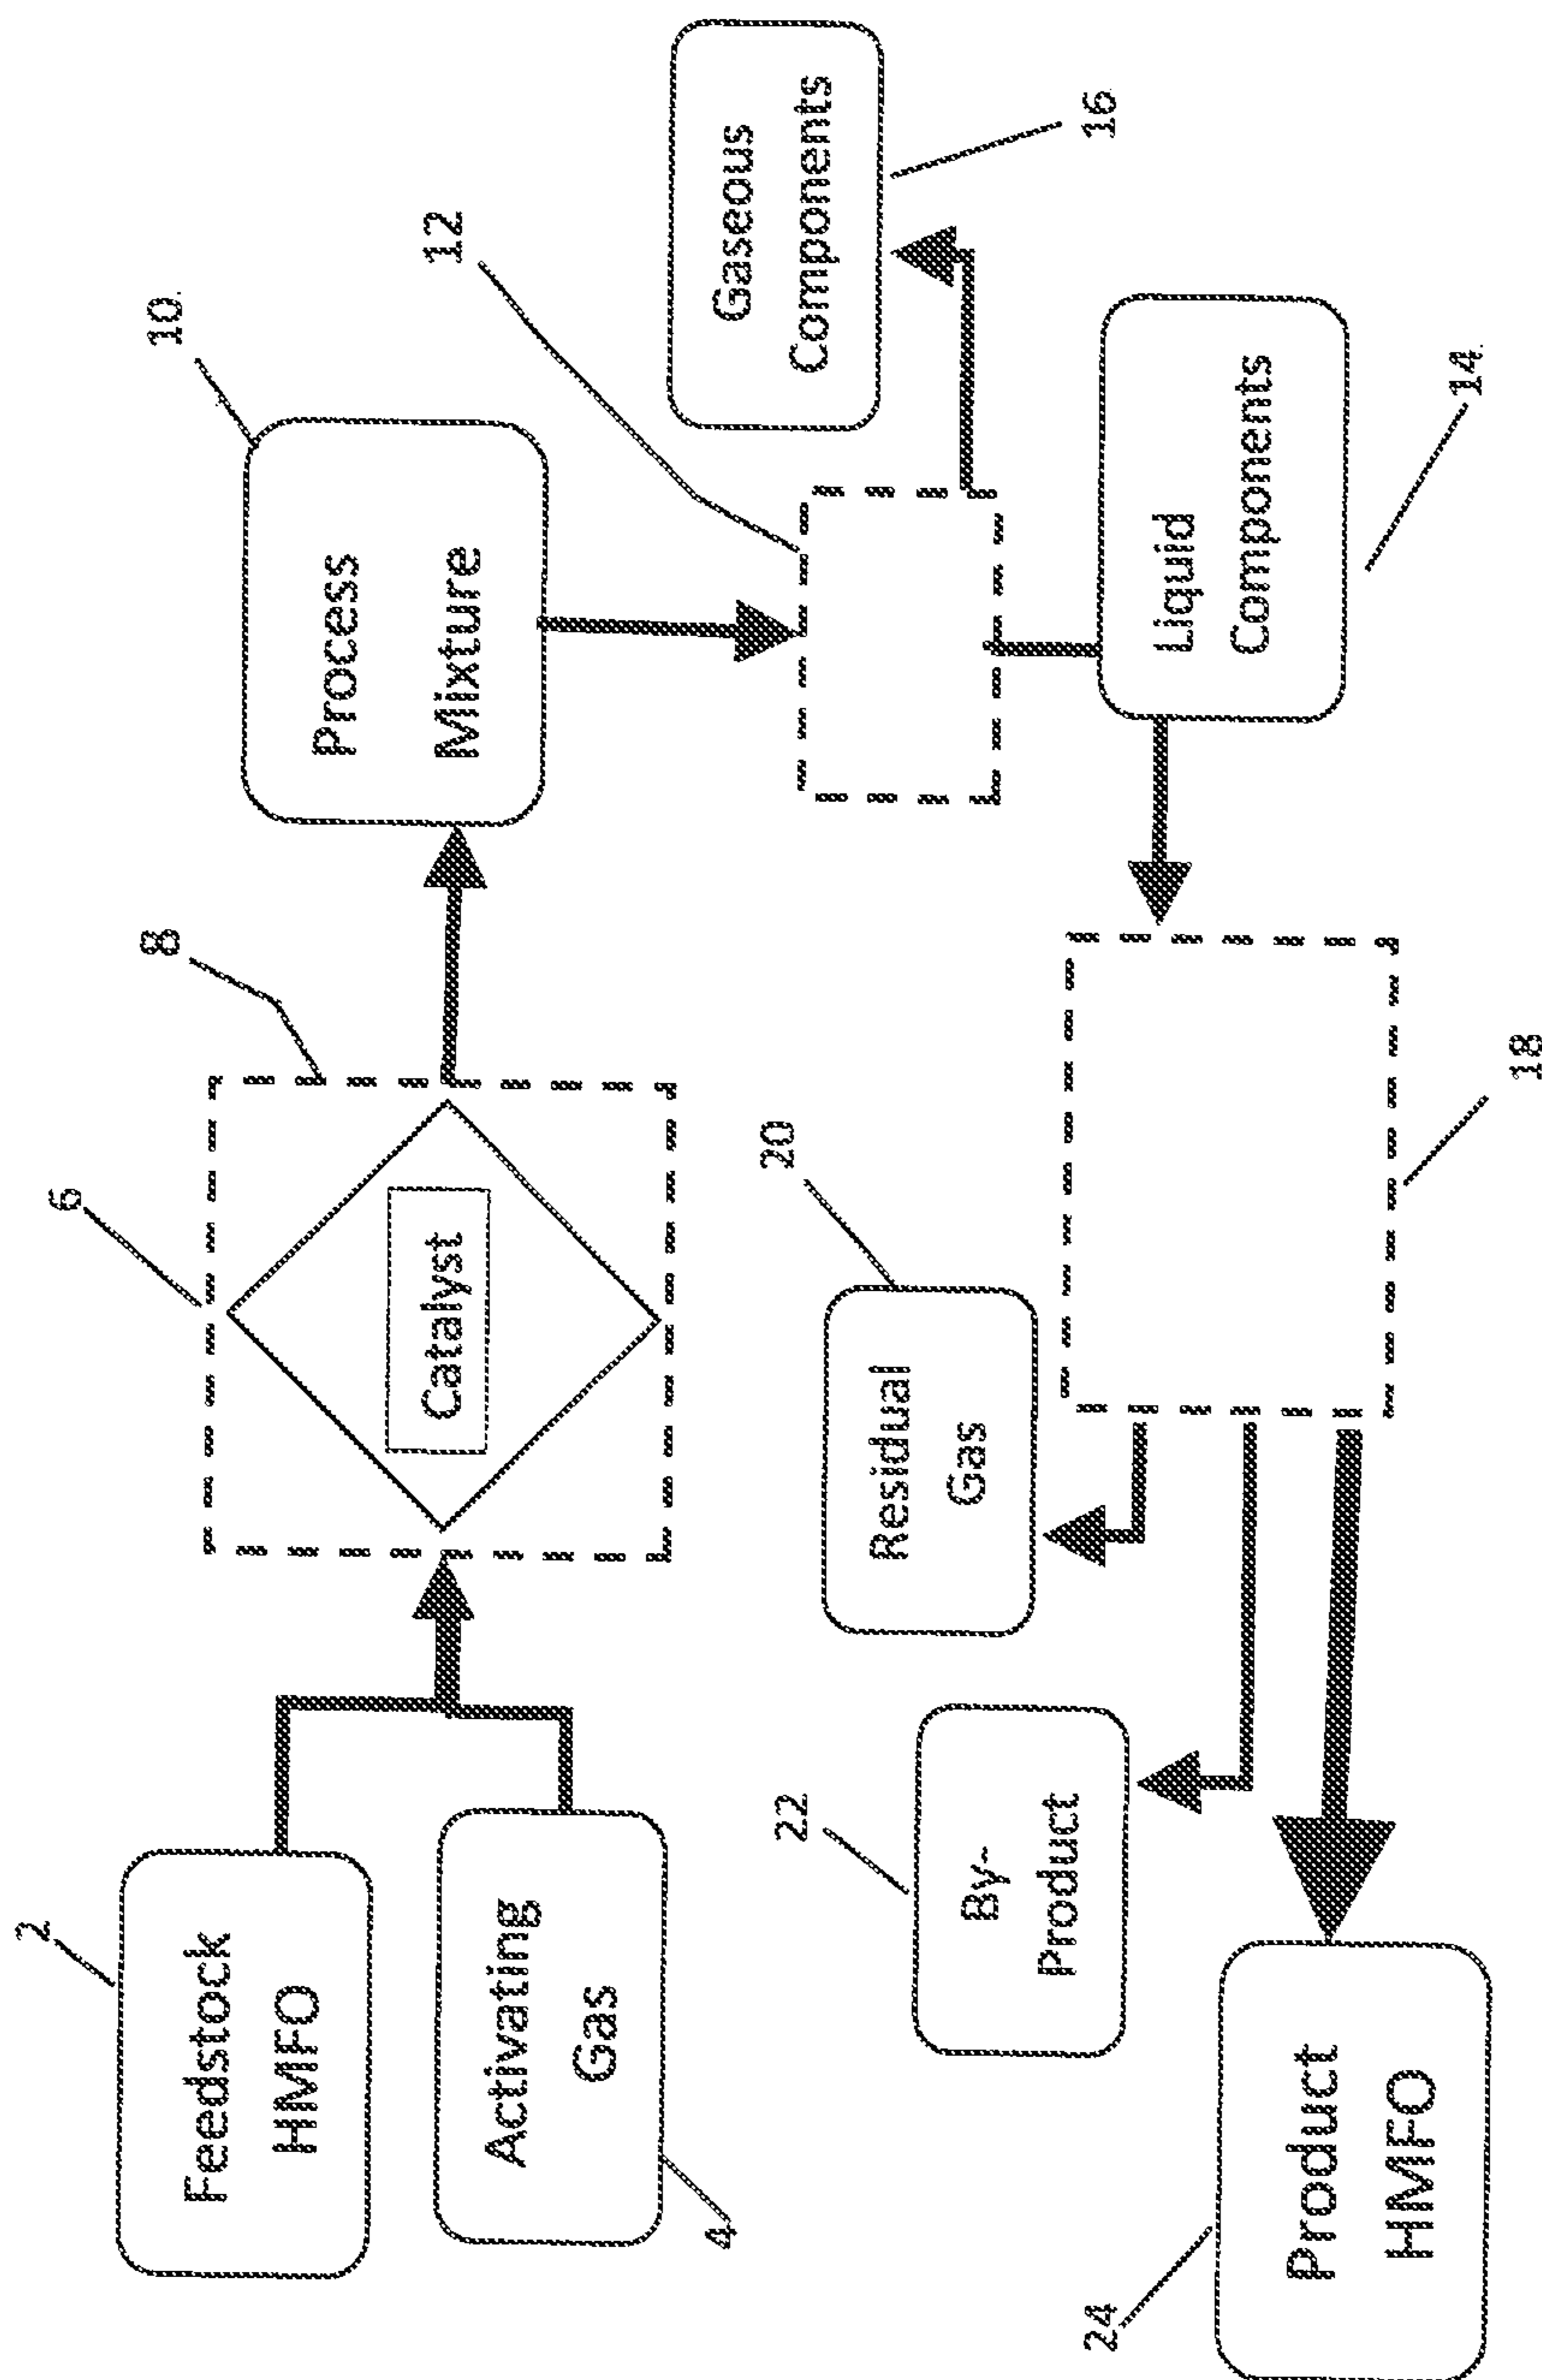 2
Feedstock
HMFO
Activating
Gas
4
6
8
Catalyst
10
Process
Mixture
12
Gaseous
Components
16
Liquid
Components
14
18
20
Residual
Gas
22
By-
Product
24
Product
HMFO